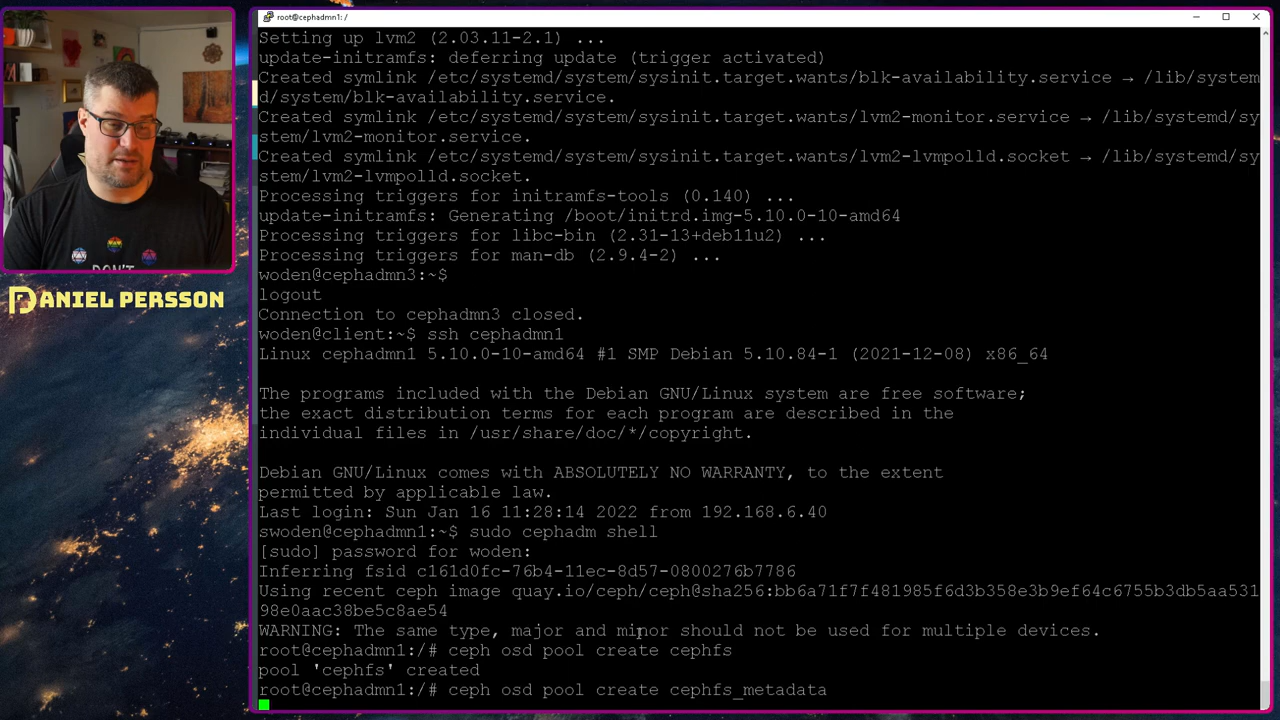 root@cephadmn1: /
Setting up lvm2 (2.03.11-2.1) ...
update-initramfs: deferring update (trigger activated)
Created symlink /etc/systemd/system/sysinit.target.wants/blk-availability.service → /lib/system
d/system/blk-availability.service.
Created symlink /etc/systemd/system/sysinit.target.wants/lvm2-monitor.service → /lib/systemd/sy
stem/lvm2-monitor.service.
Created symlink /etc/systemd/system/sysinit.target.wants/lvm2-lvmpolld.socket → /lib/systemd/sy
stem/lvm2-lvmpolld.socket.
Processing triggers for initramfs-tools (0.140) ...
update-initramfs: Generating /boot/initrd.img-5.10.0-10-amd64
Processing triggers for libc-bin (2.31-13+deb11u2) ...
Processing triggers for man-db (2.9.4-2) ...
woden@cephadmn3:~$
logout
Connection to cephadmn3 closed.
woden@client:~$ ssh cephadmn1
Linux cephadmn1 5.10.0-10-amd64 #1 SMP Debian 5.10.84-1 (2021-12-08) x86_64
The programs included with the Debian GNU/Linux system are free software;
the exact distribution terms for each program are described in the
individual files in /usr/share/doc/*/copyright.
Debian GNU/Linux comes with ABSOLUTELY NO WARRANTY, to the extent
permitted by applicable law.
Last login: Sun Jan 16 11:28:14 2022 from 192.168.6.40
swoden@cephadmn1:~$ sudo cephadm shell
[sudo] password for woden:
Inferring fsid c161d0fc-76b4-11ec-8d57-0800276b7786
Using recent ceph image quay.io/ceph/ceph@sha256:bb6a71f7f481985f6d3b358e3b9ef64c6755b3db5aa531
98e0aac38be5c8ae54
WARNING: The same type, major and minor should not be used for multiple devices.
root@cephadmn1:/# ceph osd pool create cephfs
pool 'cephfs' created
root@cephadmn1:/# ceph osd pool create cephfs_metadata
DON'T
DANIEL PERSSON